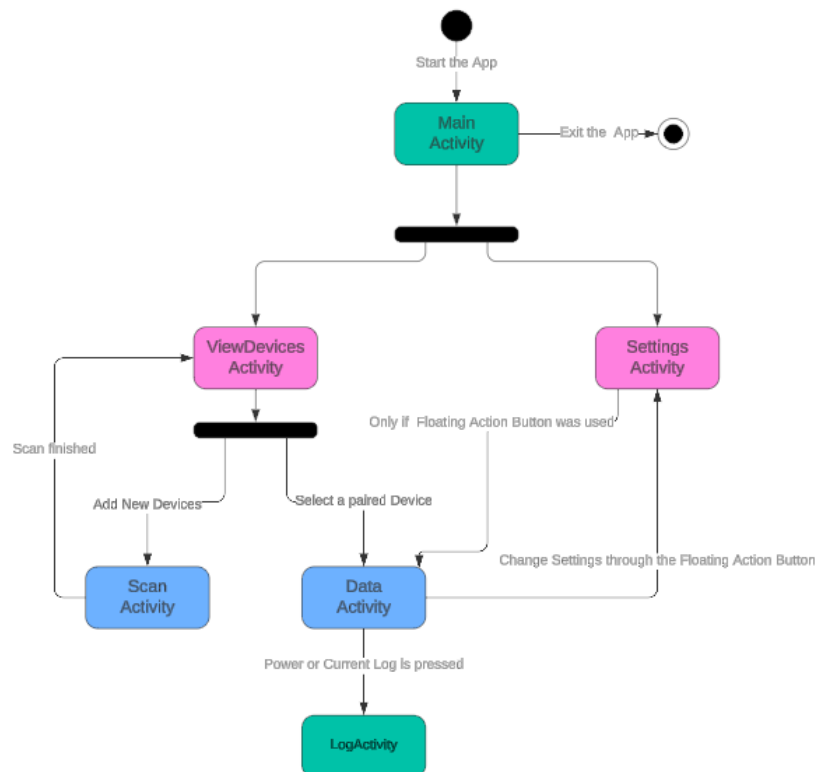 Start the App
Main
Activity
Exit the App
ViewDevices
Activity
Settings
Activity
Only if Floating Action Button was used
Scan finished
Add New Devices
Select a paired Device
Change Settings through the Floating Action Button
Scan
Activity
Data
Activity
Power or Current Log is pressed
LogActivity